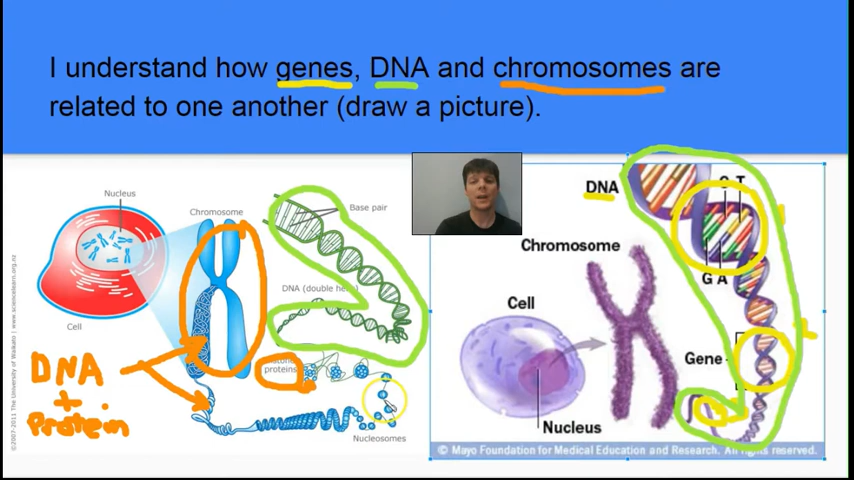 I understand how genes, DNA and chromosomes are
related to one another (draw a picture).
Nucleus
Chromosome
Base pair
DNA (double
Cell
proteins
Nucleosomes
DNA
+
Protein
©2007-2011 The University of Waikato | www.sciencelearn.org.nz
DNA
C T
G A
Chromosome
Cell
Gene
Nucleus
© Mayo Foundation for Medical Education and Research. All rights reserved.